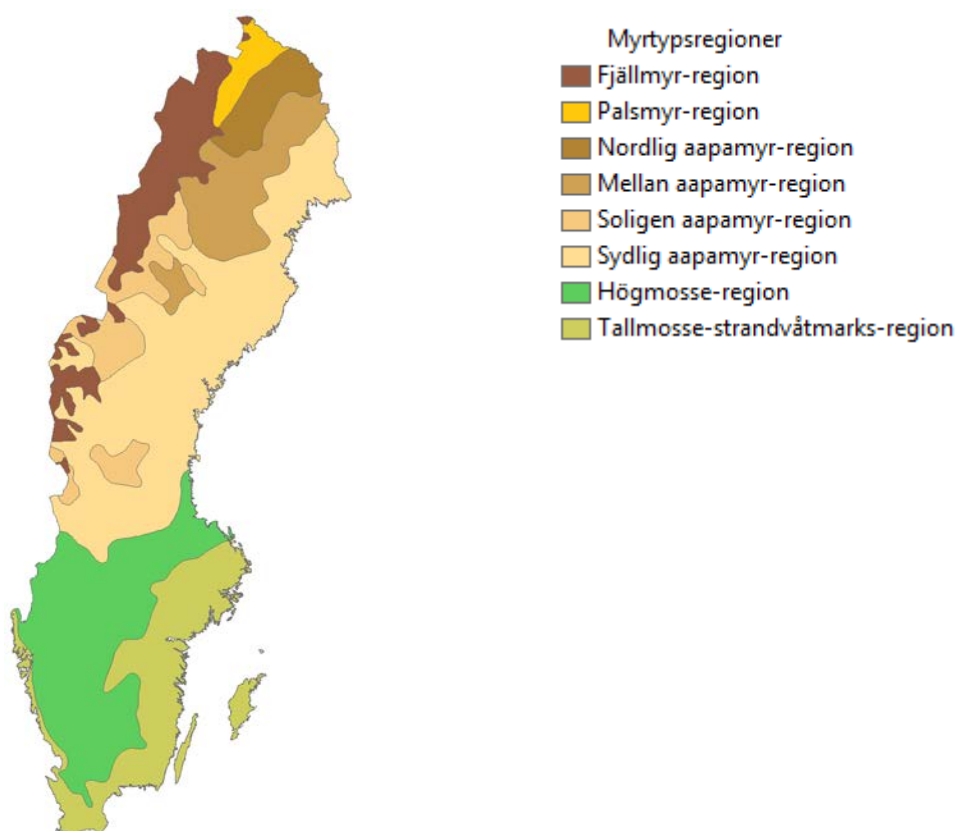 Myrtypsregioner
Fjällmyr-region
Palsmyr-region
Nordlig aapamyr-region
Mellan aapamyr-region
Soligen aapamyr-region
Sydlig aapamyr-region
Högmosse-region
Tallmosse-strandvåtmarks-region